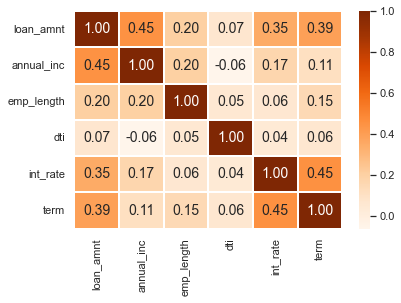 loan_amnt 1.00 0.45 0.20 0.07 0.35 0.39
annual_inc 0.45 1.00 0.20 -0.06 0.17 0.11
emp_length 0.20 0.20 1.00 0.05 0.06 0.15
dti 0.07 -0.06 0.05 1.00 0.04 0.06
int_rate 0.35 0.17 0.06 0.04 1.00 0.45
term 0.39 0.11 0.15 0.06 0.45 1.00
loan_amnt annual_inc emp_length dti int_rate term
1.0
0.8
0.6
0.4
0.2
0.0